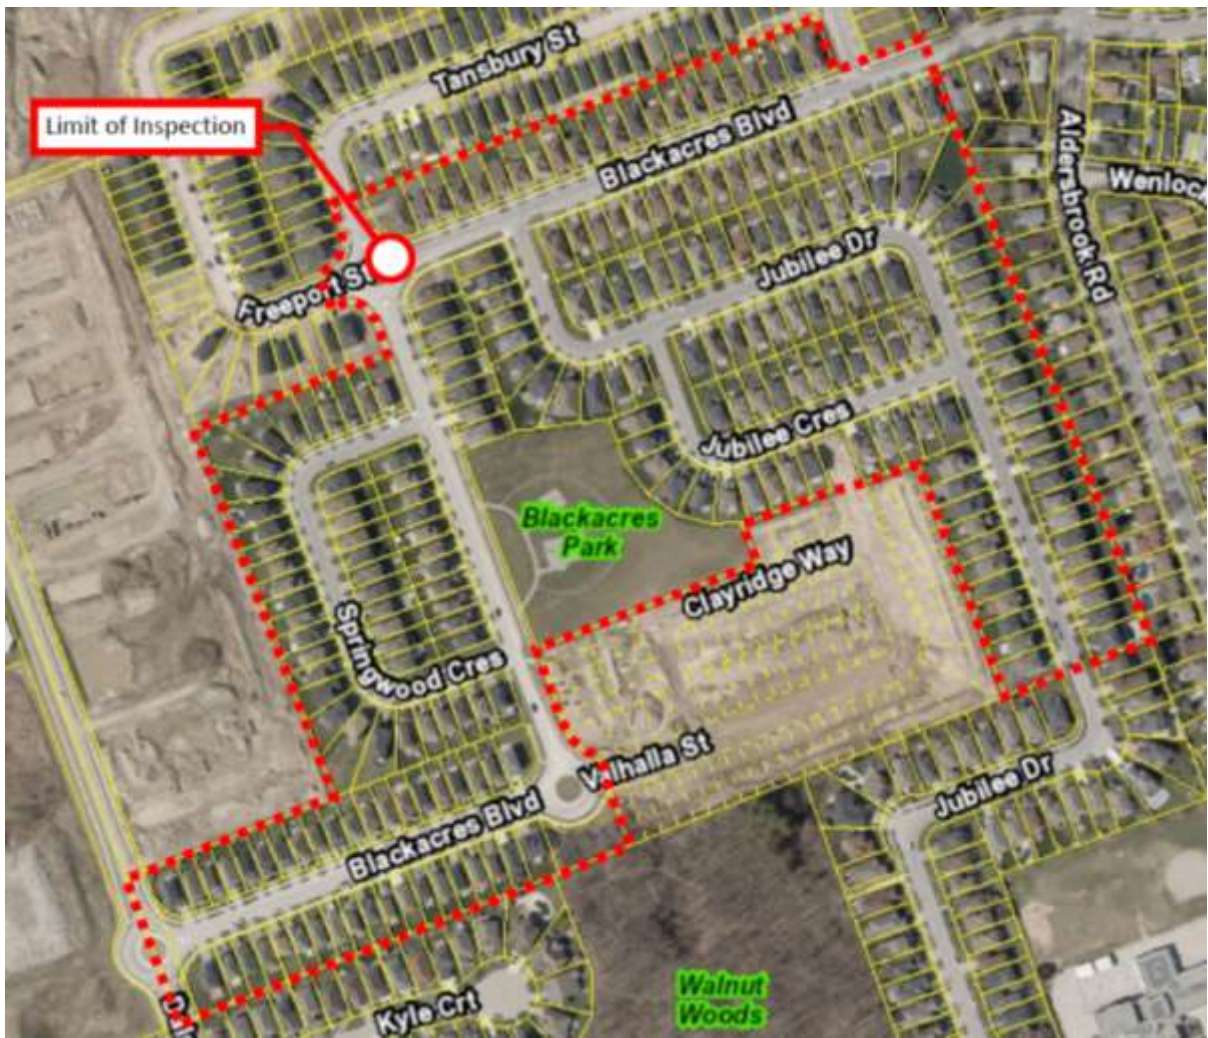 Tansbury St
Limit of Inspection
Blackacres Blvd
Aldersbrook Rd
Wenlock
Jubilee Dr
Freeport St
Jubilee Cres
Blackacres
Park
Clayridge Way
Springwood Cres
Valhalla St
Jubilee Dr
Blackacres Blvd
Walnut
Woods
Kyle Crt